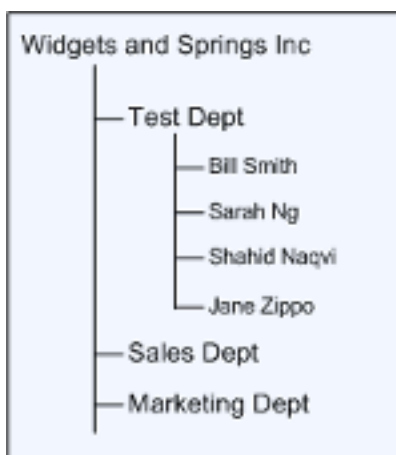 Widgets and Springs Inc
Test Dept
Bill Smith
Sarah Ng
Shahid Naqvi
Jane Zippo
Sales Dept
Marketing Dept